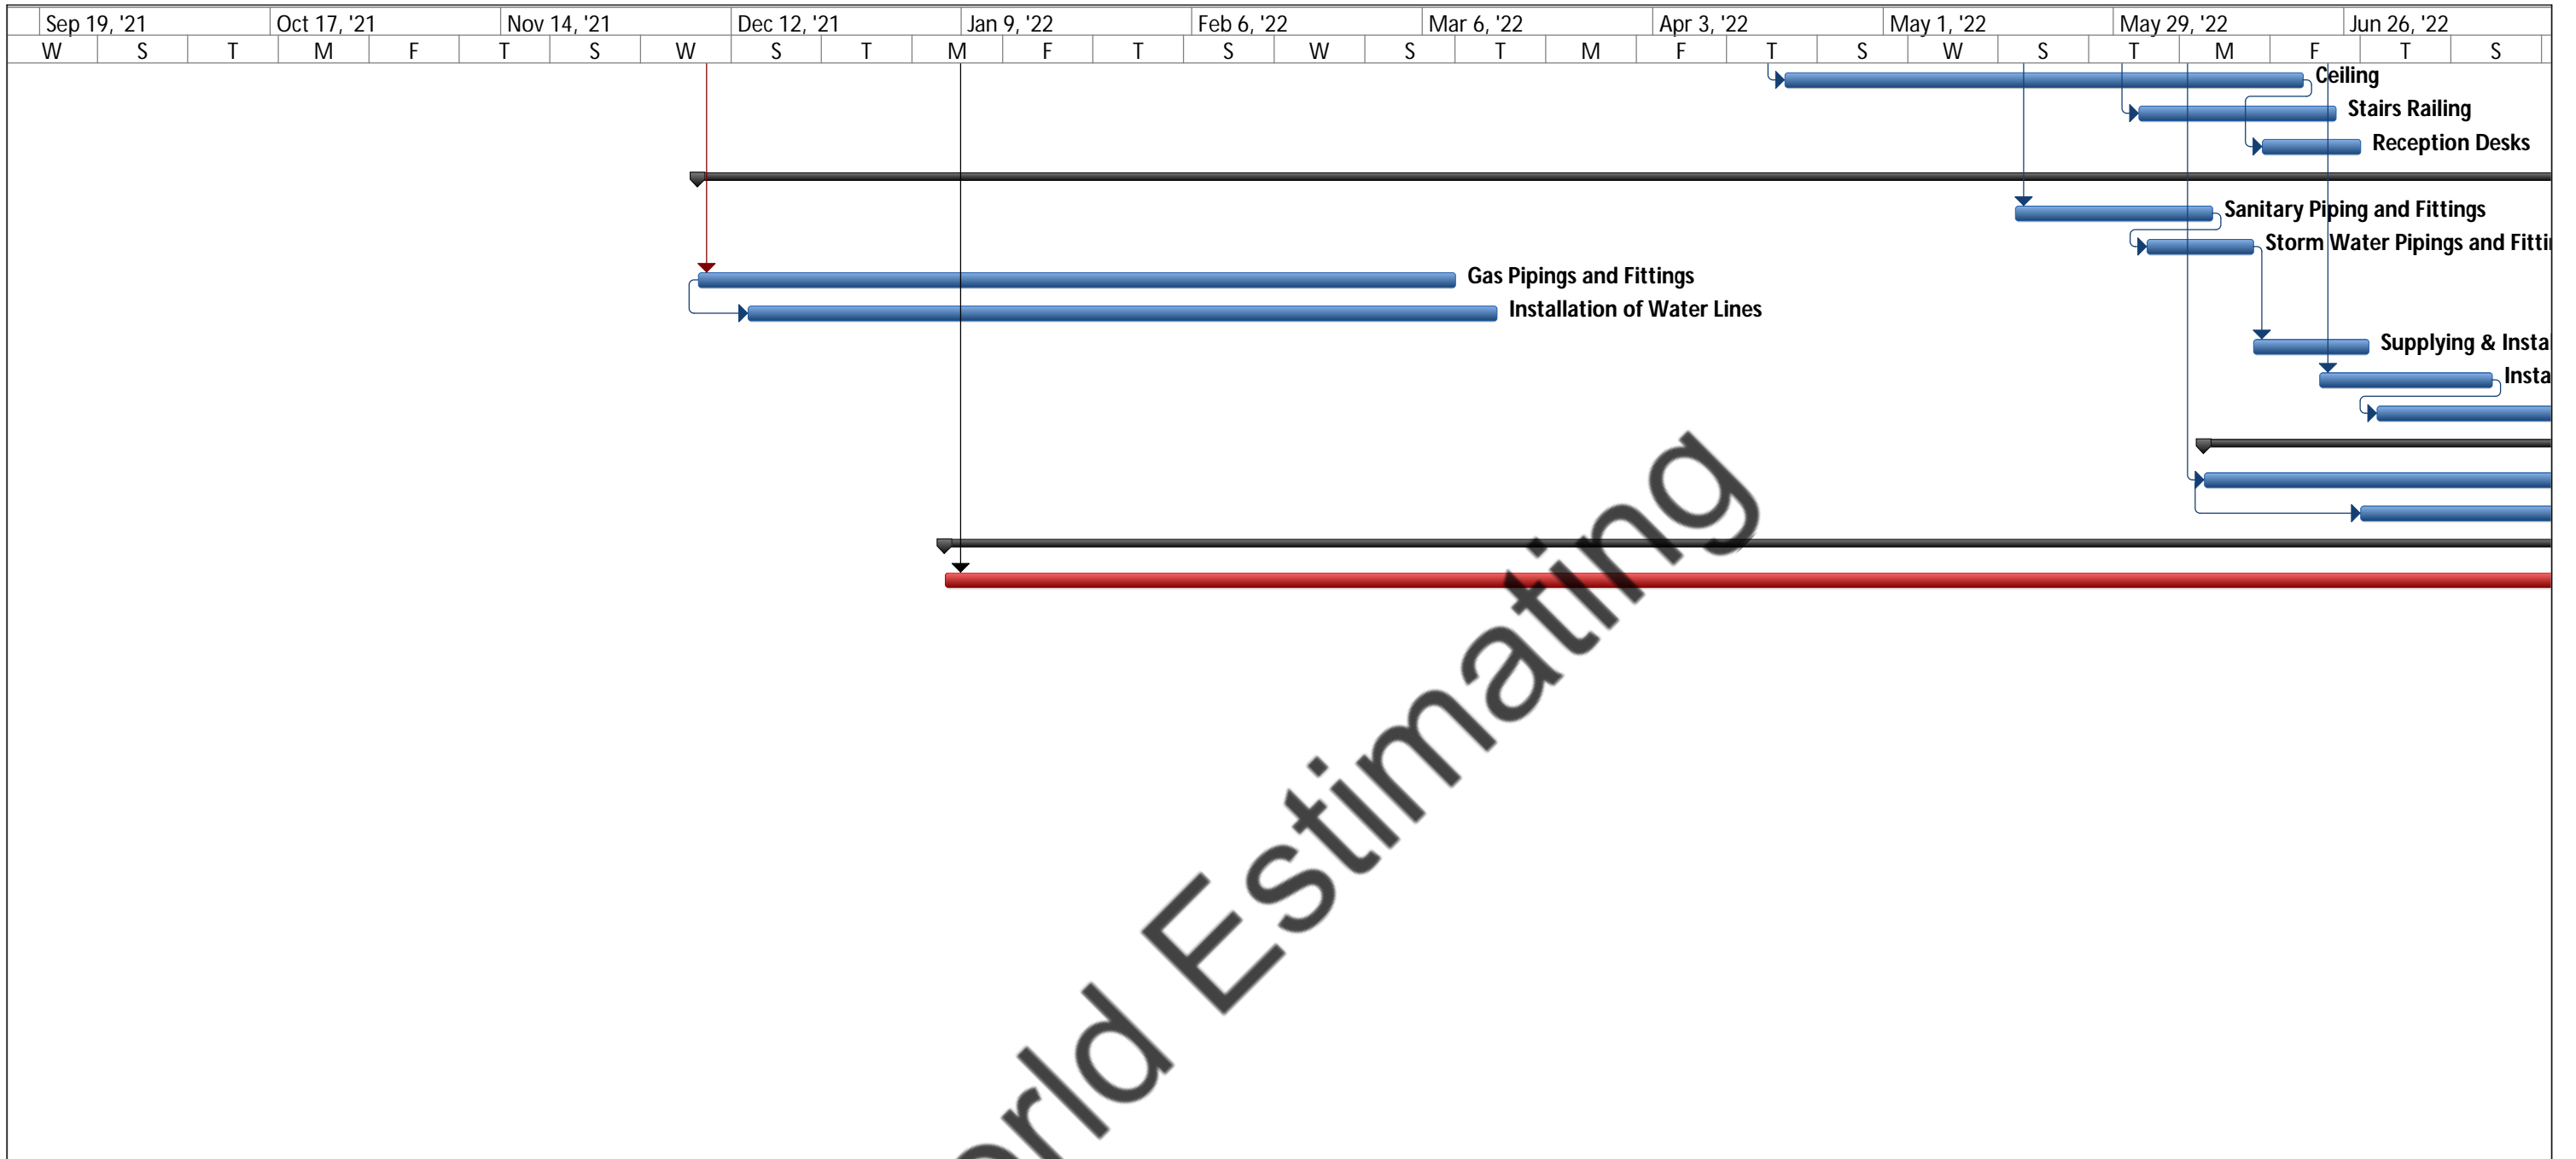 Sep 19, '21 Oct 17, '21 Nov 14, '21 Dec 12, '21 Jan 9, '22 Feb 6, '22 Mar 6, '22 Apr 3, '22 May 1, '22 May 29, '22 Jun 26, '22
W S T M F T S W S T M F T S W S T M F T S W S T M F T S
Ceiling
Stairs Railing
Reception Desks
Sanitary Piping and Fittings
Storm Water Pipings and Fitti
Gas Pipings and Fittings
Installation of Water Lines
Supplying & Insta
Insta
orld Estimating